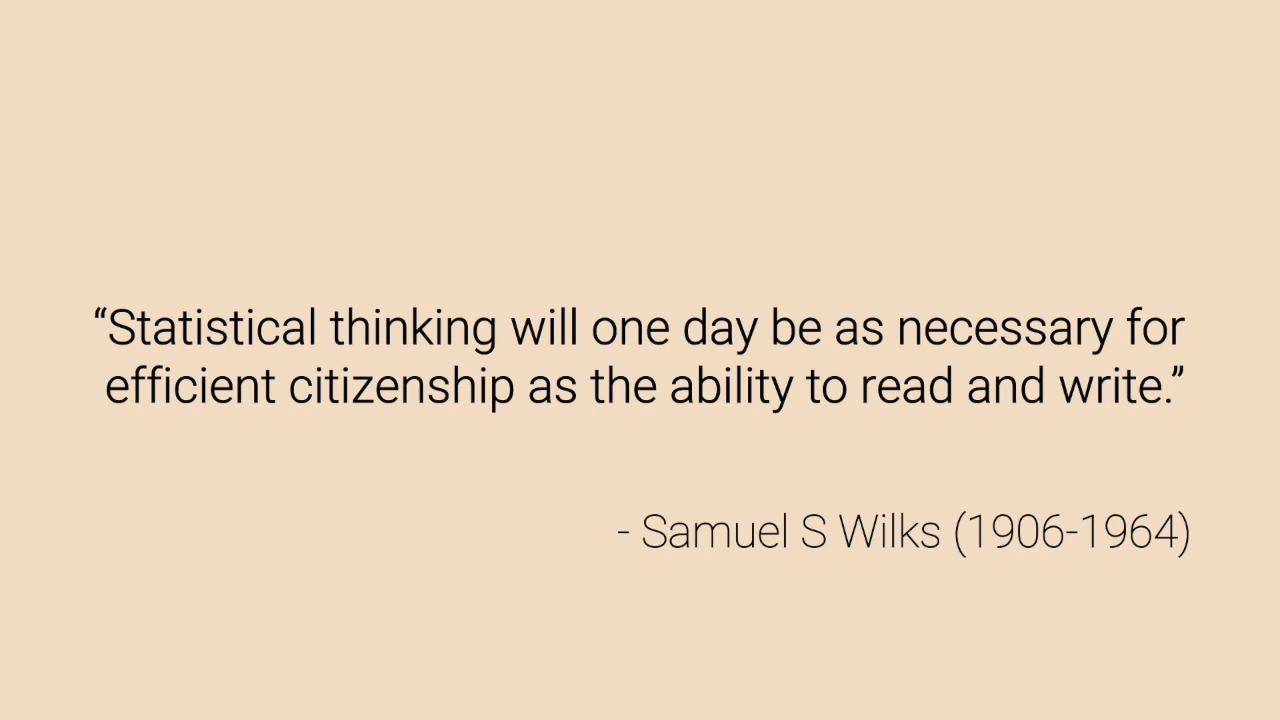 “Statistical thinking will one day be as necessary for
efficient citizenship as the ability to read and write.”
- Samuel S Wilks (1906-1964)